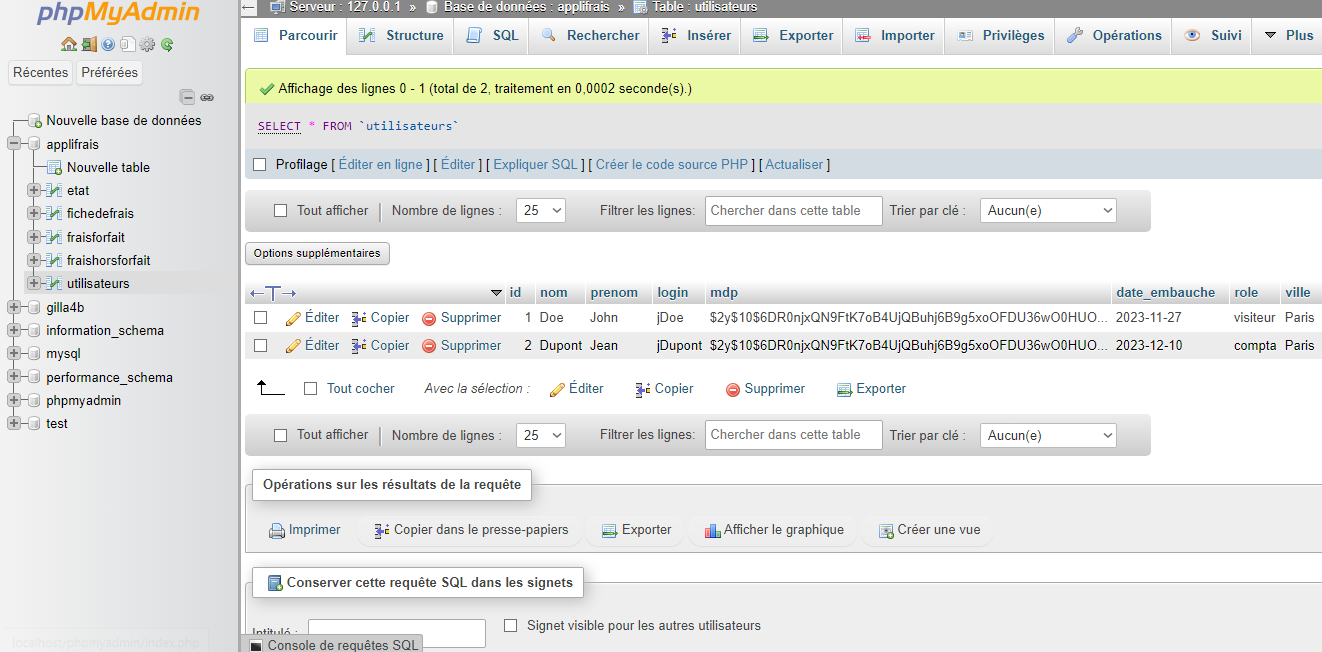 phpMyAdmin
Récentes Préférées
Nouvelle base de données
applifrais
Nouvelle table
etat
fichedefrais
fraisforfait
fraishorsforfait
utilisateurs
gilla4b
information_schema
mysql
performance_schema
phpmyadmin
test
localhost/phpmyadmin/index.php
Serveur : 127.0.0.1 » Base de données : applifrais » Table : utilisateurs
Parcourir Structure SQL Rechercher Insérer Exporter Importer Privilèges Opérations Suivi Plus
Affichage des lignes 0 - 1 (total de 2, traitement en 0,0002 seconde(s).)
SELECT * FROM `utilisateurs`
Profilage [ Éditer en ligne ] [ Éditer ] [ Expliquer SQL ] [ Créer le code source PHP ] [ Actualiser ]
Tout afficher Nombre de lignes : 25 Filtrer les lignes: Chercher dans cette table Trier par clé : Aucun(e)
Options supplémentaires
←T→ id nom prenom login mdp date_embauche role ville
Éditer Copier Supprimer 1 Doe John jDoe $2y$10$6DR0njxQN9FtK7oB4UjQBuhj6B9g5xoOFDU36wO0HUO... 2023-11-27 visiteur Paris
Éditer Copier Supprimer 2 Dupont Jean jDupont $2y$10$6DR0njxQN9FtK7oB4UjQBuhj6B9g5xoOFDU36wO0HUO... 2023-12-10 compta Paris
Tout cocher Avec la sélection : Éditer Copier Supprimer Exporter
Tout afficher Nombre de lignes : 25 Filtrer les lignes: Chercher dans cette table Trier par clé : Aucun(e)
Opérations sur les résultats de la requête
Imprimer Copier dans le presse-papiers Exporter Afficher le graphique Créer une vue
Conserver cette requête SQL dans les signets
Intitulé : Signet visible pour les autres utilisateurs
Console de requêtes SQL